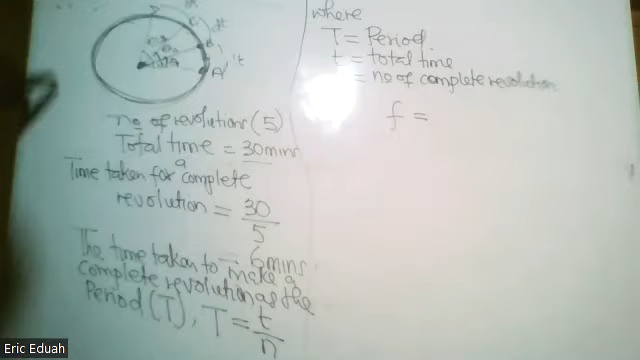 no of revolutions (5)
Total time = 30mins
Time taken for a complete
revolution = 30
5
= 6mins
The time taken to make a
complete revolution as the
Period (T), T = t
n
where
T = Period
t = total time
= no of complete revolution
f =
Eric Eduah